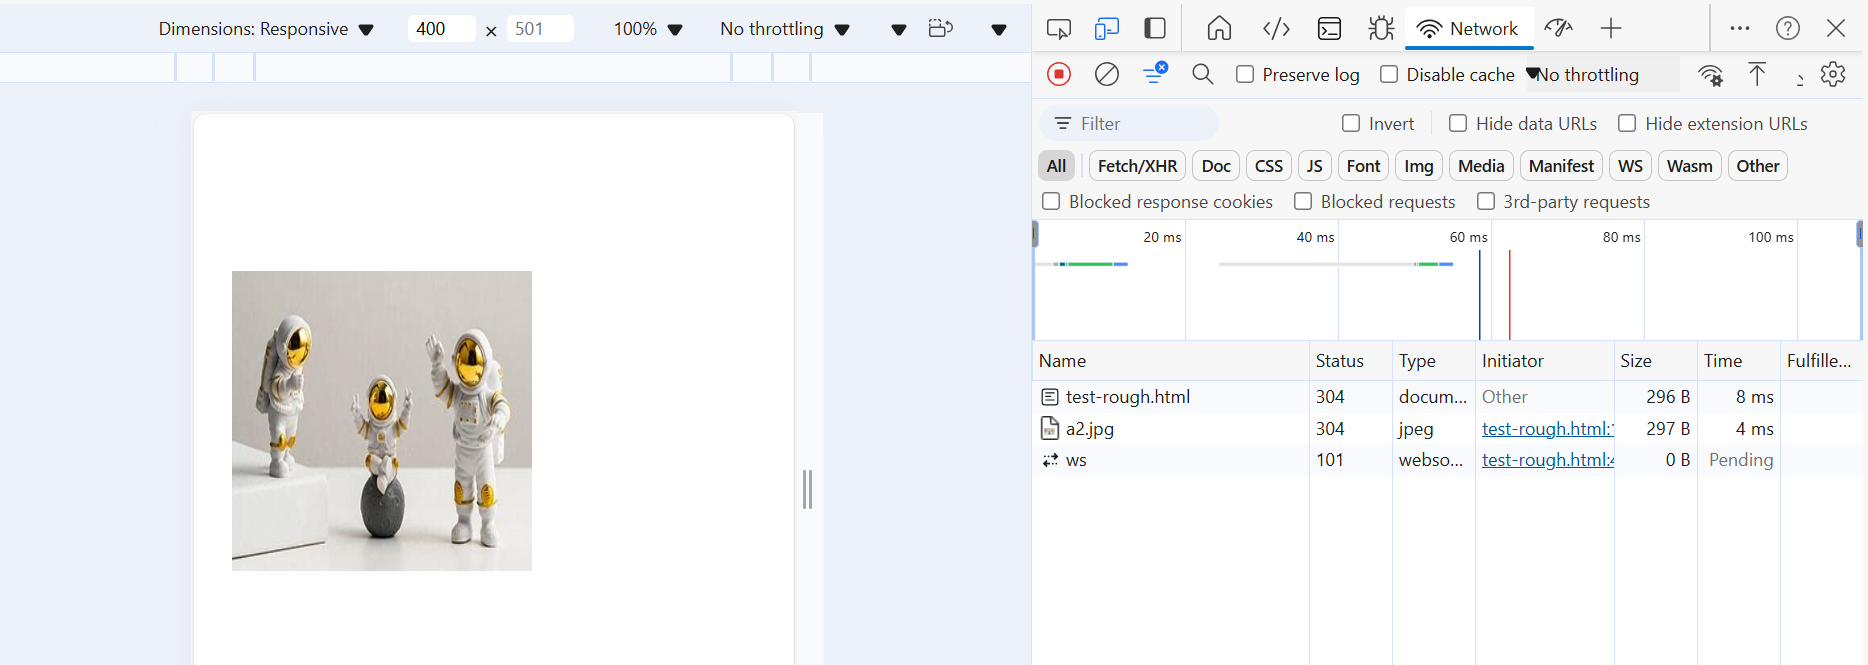 Dimensions: Responsive 400 × 501 100% No throttling
Network
Preserve log Disable cache No throttling
Filter Invert Hide data URLs Hide extension URLs
All Fetch/XHR Doc CSS JS Font Img Media Manifest WS Wasm Other
Blocked response cookies Blocked requests 3rd-party requests
20 ms 40 ms 60 ms 80 ms 100 ms
Name Status Type Initiator Size Time Fulfille...
test-rough.html 304 docum... Other 296 B 8 ms
a2.jpg 304 jpeg test-rough.html:1 297 B 4 ms
ws 101 webso... test-rough.html:4 0 B Pending